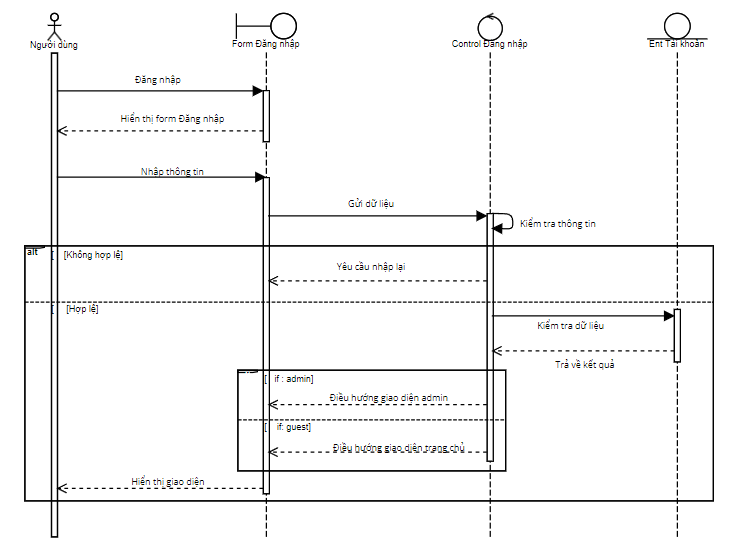 Người dùng
Form Đăng nhập
Control Đăng nhập
Ent Tài khoản
Đăng nhập
Hiển thị form Đăng nhập
Nhập thông tin
Gửi dữ liệu
Kiểm tra thông tin
alt
[ [Không hợp lệ]
Yêu cầu nhập lại
[ [Hợp lệ]
Kiểm tra dữ liệu
Trả về kết quả
[ if : admin]
Điều hướng giao diện admin
[ if: guest]
Điều hướng giao diện trang chủ
Hiển thị giao diện